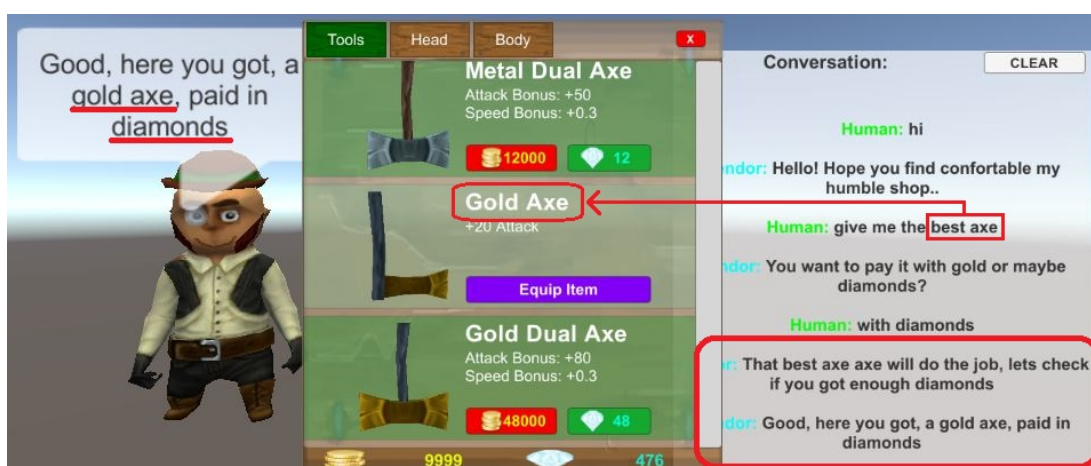 Good, here you got, a
gold axe, paid in
diamonds
Tools
Head
Body
X
Metal Dual Axe
Attack Bonus: +50
Speed Bonus: +0.3
12000
12
Gold Axe
+20 Attack
Equip Item
Gold Dual Axe
Attack Bonus: +80
Speed Bonus: +0.3
48000
48
9999
476
Conversation:
CLEAR
Human: hi
ndor: Hello! Hope you find confortable my
humble shop..
Human: give me the best axe
ndor: You want to pay it with gold or maybe
diamonds?
Human: with diamonds
r: That best axe axe will do the job, lets check
if you got enough diamonds
dor: Good, here you got, a gold axe, paid in
diamonds